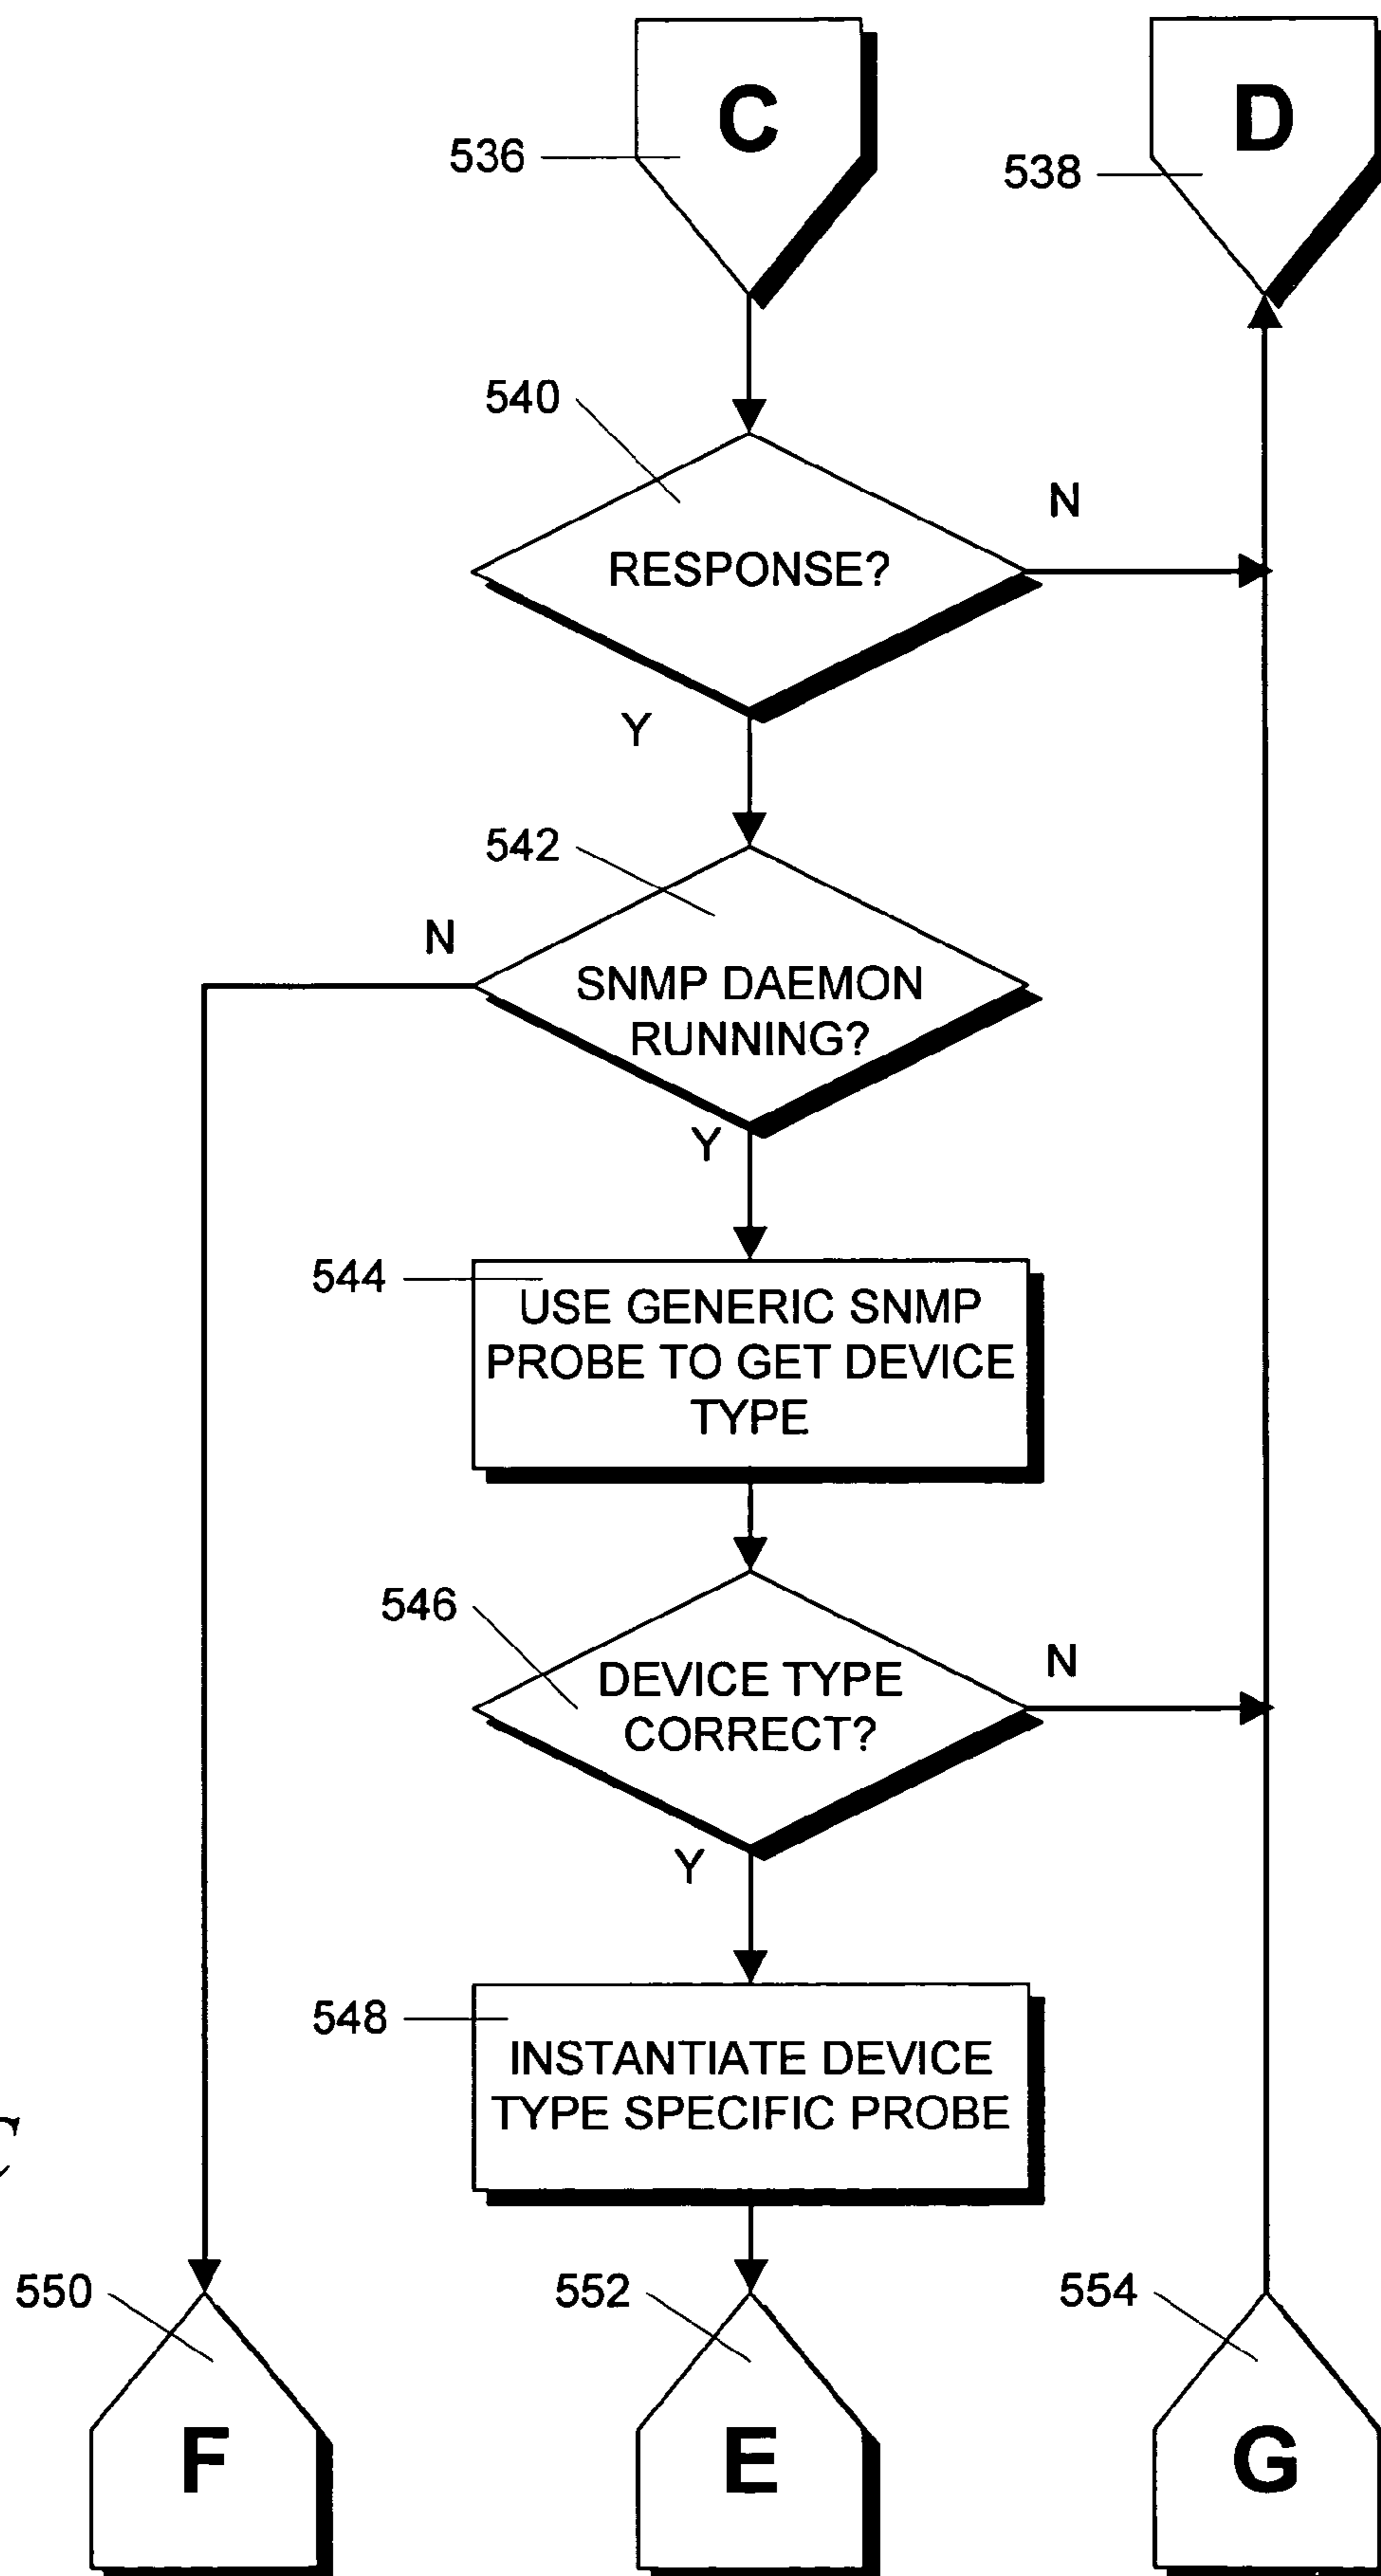 C
D
536
538
540
N
RESPONSE?
Y
542
N
SNMP DAEMON
RUNNING?
Y
544
USE GENERIC SNMP
PROBE TO GET DEVICE
TYPE
546
N
DEVICE TYPE
CORRECT?
Y
548
INSTANTIATE DEVICE
TYPE SPECIFIC PROBE
550
552
554
F
E
G